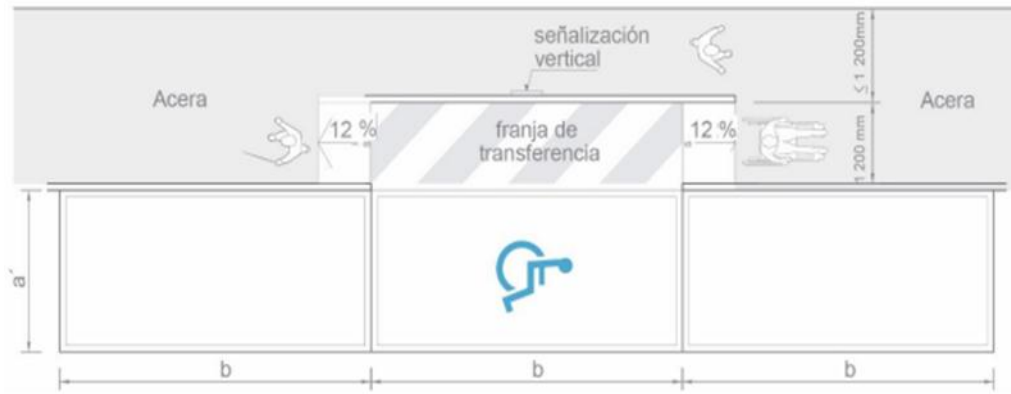 señalización
vertical
≤ 1 200mm
Acera
Acera
12 %
franja de
transferencia
12 %
1 200 mm
a´
b
b
b